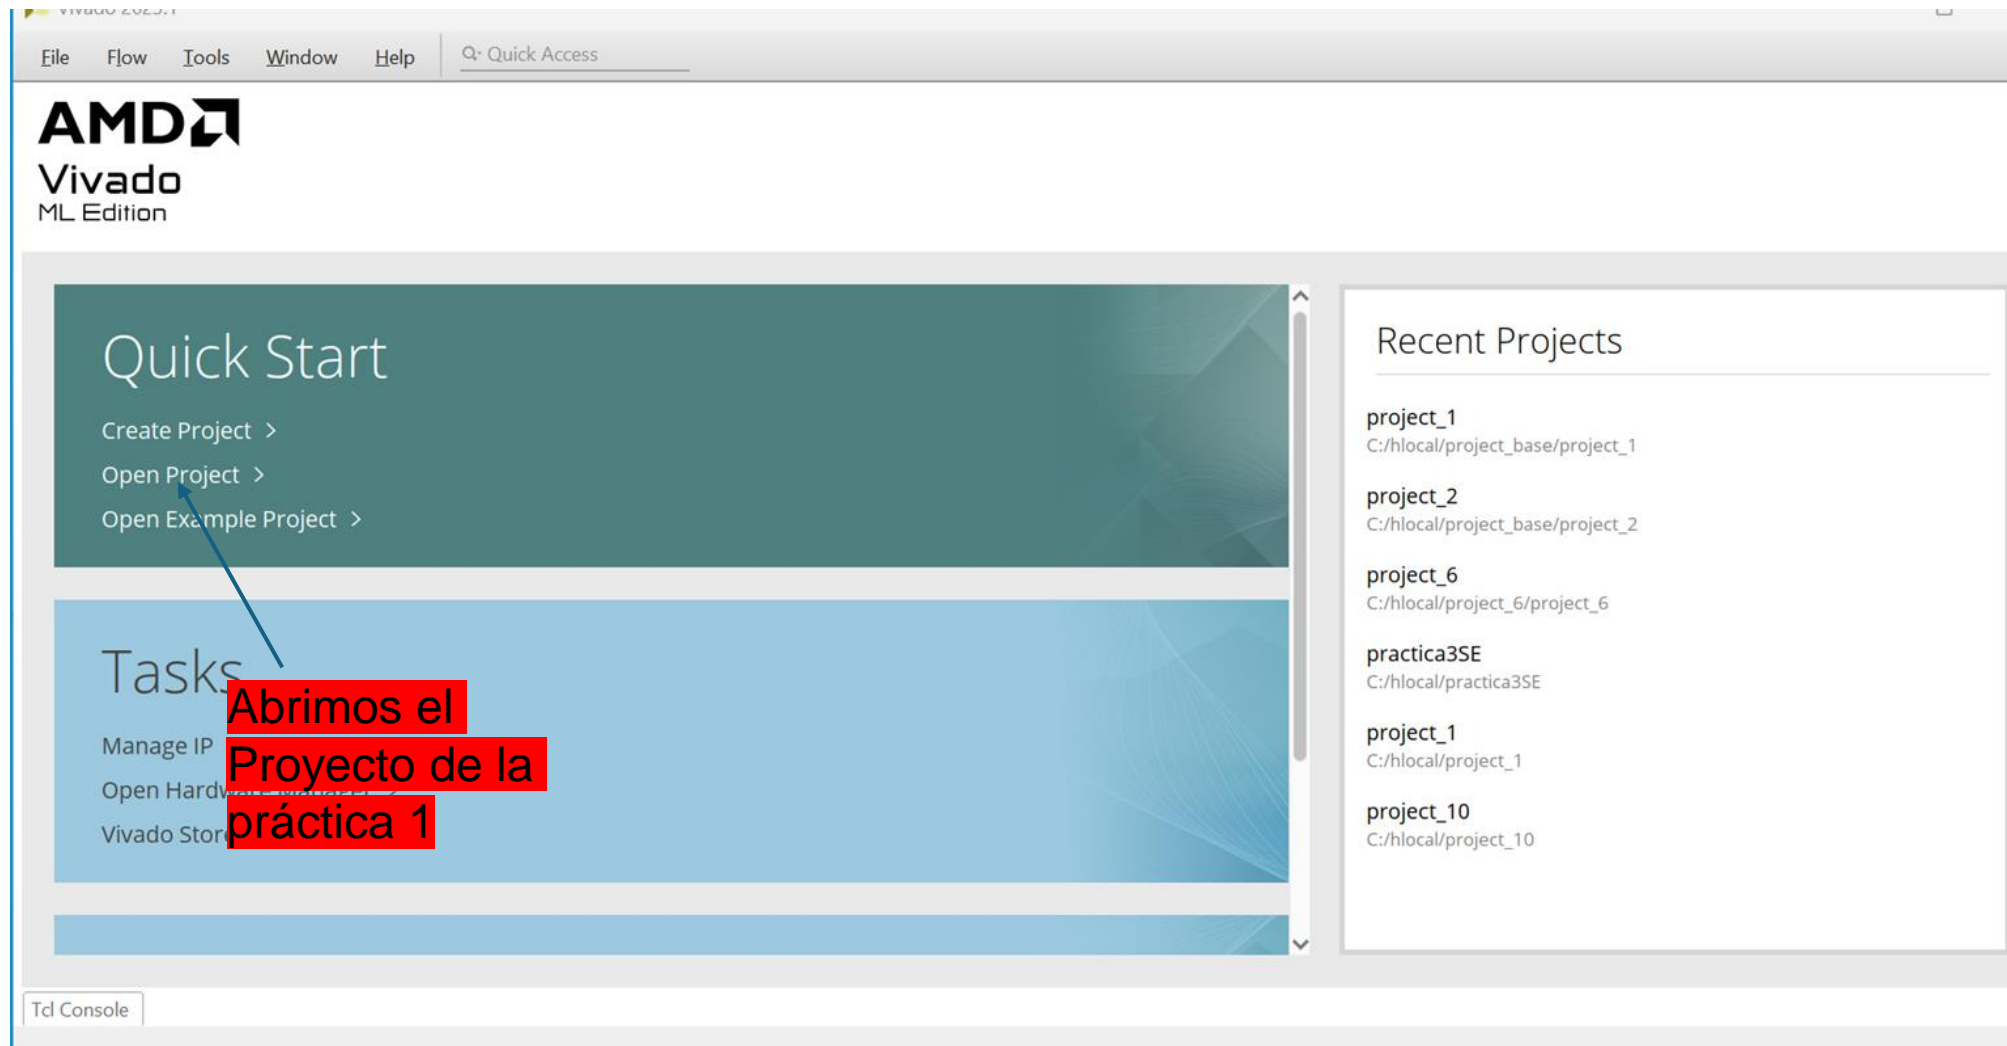 File Flow Tools Window Help Quick Access
AMD
Vivado
ML Edition
Quick Start
Create Project >
Open Project >
Open Example Project >
Tasks
Manage IP
Open Hardware Manager >
Vivado Store
Abrimos el
Proyecto de la
práctica 1
Recent Projects
project_1
C:/hlocal/project_base/project_1
project_2
C:/hlocal/project_base/project_2
project_6
C:/hlocal/project_6/project_6
practica3SE
C:/hlocal/practica3SE
project_1
C:/hlocal/project_1
project_10
C:/hlocal/project_10
Tcl Console